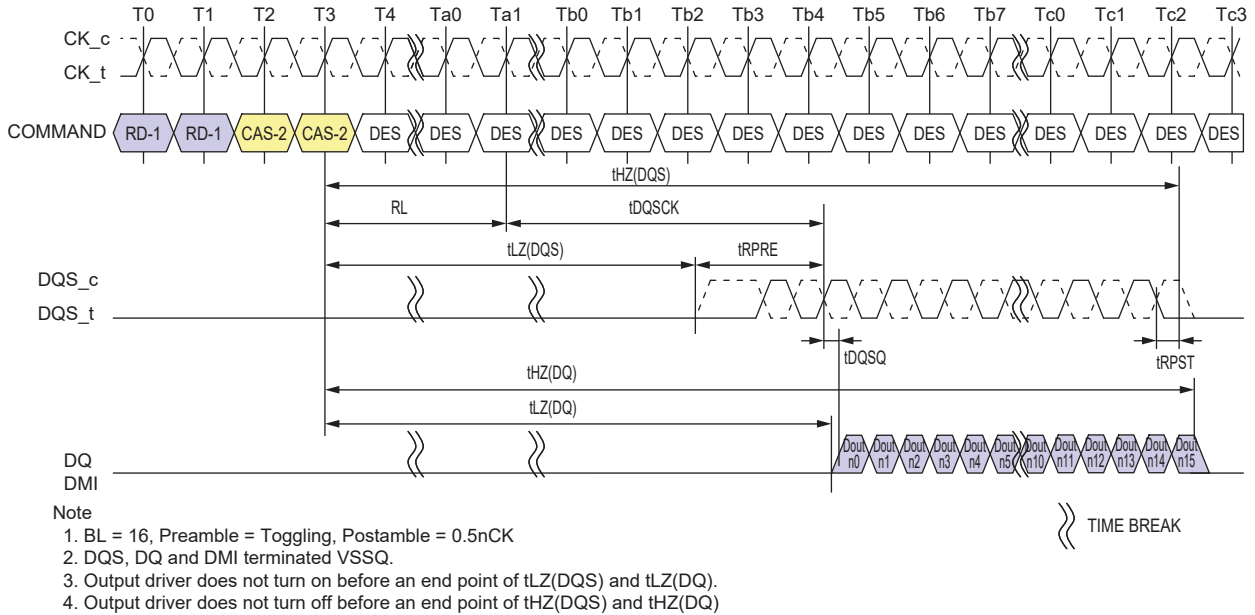 T0 T1 T2 T3 T4 Ta0 Ta1 Tb0 Tb1 Tb2 Tb3 Tb4 Tb5 Tb6 Tb7 Tc0 Tc1 Tc2 Tc3
CK_c
CK_t
COMMAND RD-1 RD-1 CAS-2 CAS-2 DES DES DES DES DES DES DES DES DES DES DES DES DES DES DES
tHZ(DQS)
RL tDQSCK
tLZ(DQS) tRPRE
DQS_c
DQS_t
tDQSQ tRPST
tHZ(DQ)
tLZ(DQ)
Dout Dout Dout Dout Dout Dout Dout Dout Dout Dout Dout Dout
n0 n1 n2 n3 n4 n5 n10 n11 n12 n13 n14 n15
DQ
DMI
TIME BREAK
Note
1. BL = 16, Preamble = Toggling, Postamble = 0.5nCK
2. DQS, DQ and DMI terminated VSSQ.
3. Output driver does not turn on before an end point of tLZ(DQS) and tLZ(DQ).
4. Output driver does not turn off before an end point of tHZ(DQS) and tHZ(DQ)